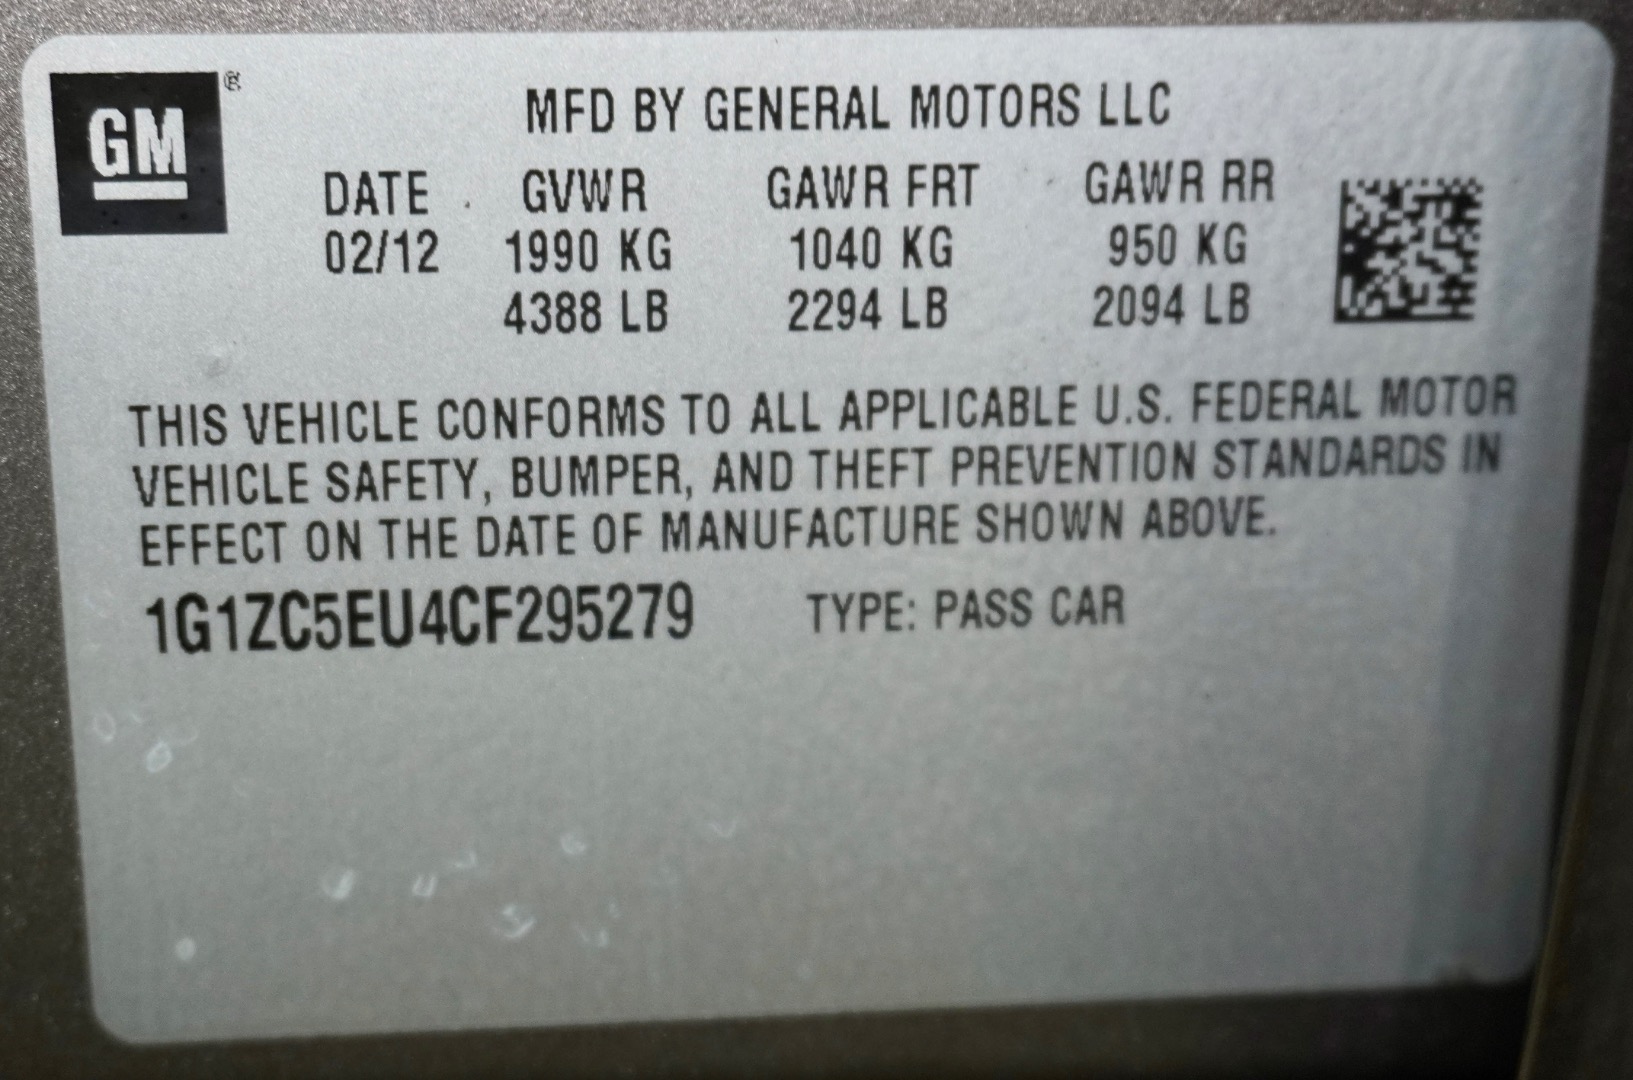 GM ®
MFD BY GENERAL MOTORS LLC
DATE GVWR GAWR FRT GAWR RR
02/12 1990 KG 1040 KG 950 KG
4388 LB 2294 LB 2094 LB
THIS VEHICLE CONFORMS TO ALL APPLICABLE U.S. FEDERAL MOTOR
VEHICLE SAFETY, BUMPER, AND THEFT PREVENTION STANDARDS IN
EFFECT ON THE DATE OF MANUFACTURE SHOWN ABOVE.
1G1ZC5EU4CF295279 TYPE: PASS CAR